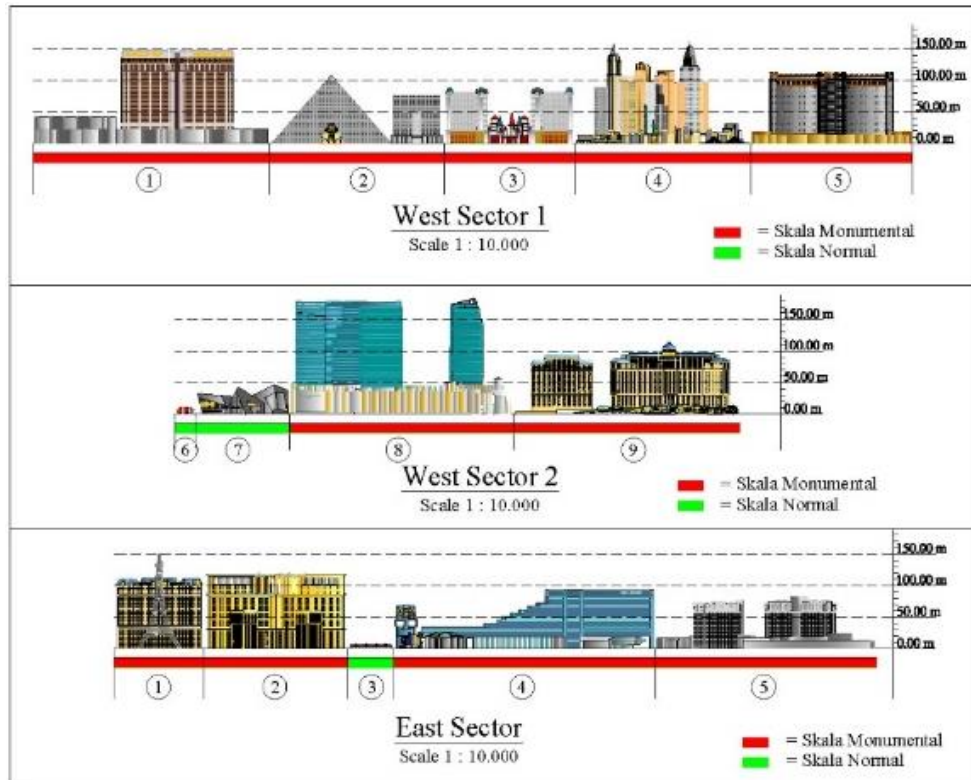 150.00 m
100.00 m
50.00 m
0.00 m
1 2 3 4 5
West Sector 1
Scale 1 : 10.000
= Skala Monumental
= Skala Normal
150.00 m
100.00 m
50.00 m
0.00 m
6 7 8 9
West Sector 2
Scale 1 : 10.000
= Skala Monumental
= Skala Normal
150.00 m
100.00 m
50.00 m
0.00 m
1 2 3 4 5
East Sector
Scale 1 : 10.000
= Skala Monumental
= Skala Normal